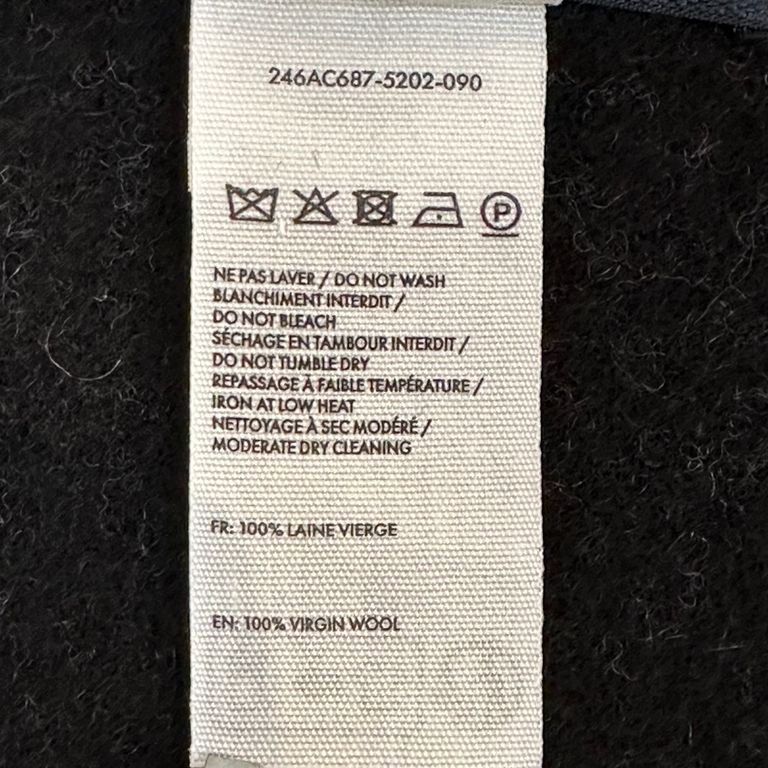 246AC687-5202-090
P
NE PAS LAVER / DO NOT WASH
BLANCHIMENT INTERDIT /
DO NOT BLEACH
SÉCHAGE EN TAMBOUR INTERDIT /
DO NOT TUMBLE DRY
REPASSAGE À FAIBLE TEMPÉRATURE /
IRON AT LOW HEAT
NETTOYAGE À SEC MODÉRÉ /
MODERATE DRY CLEANING
FR: 100% LAINE VIERGE
EN: 100% VIRGIN WOOL